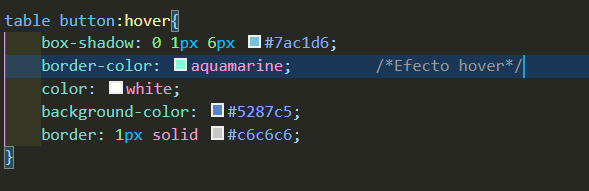 table button:hover{
box-shadow: 0 1px 6px #7ac1d6;
border-color: aquamarine; /*Efecto hover*/
color: white;
background-color: #5287c5;
border: 1px solid #c6c6c6;
}